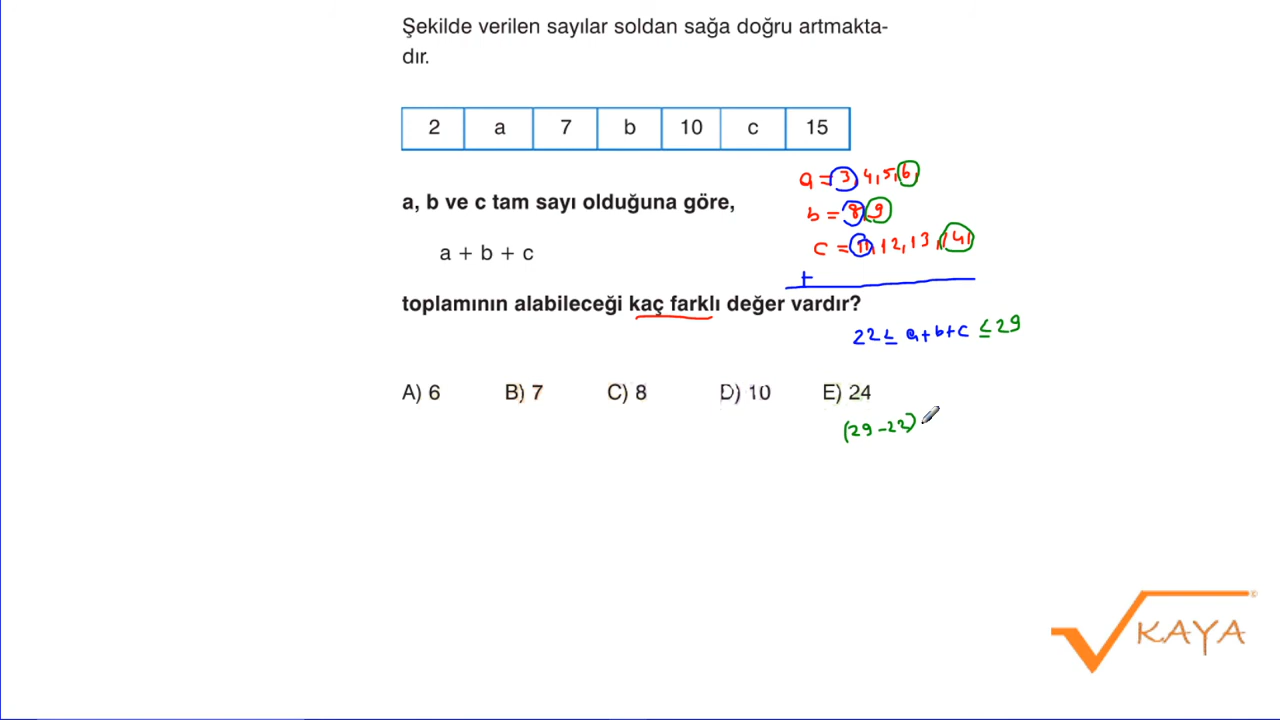 Şekilde verilen sayılar soldan sağa doğru artmakta-
dır.
2 a 7 b 10 c 15
a = 3, 4, 5, 6,
b = 8, 9
c = 11, 12, 13, 14,
+
22 ≤ a+b+c ≤ 29
a, b ve c tam sayı olduğuna göre,
a + b + c
toplamının alabileceği kaç farklı değer vardır?
A) 6 B) 7 C) 8 D) 10 E) 24
(29-22)
KAYA